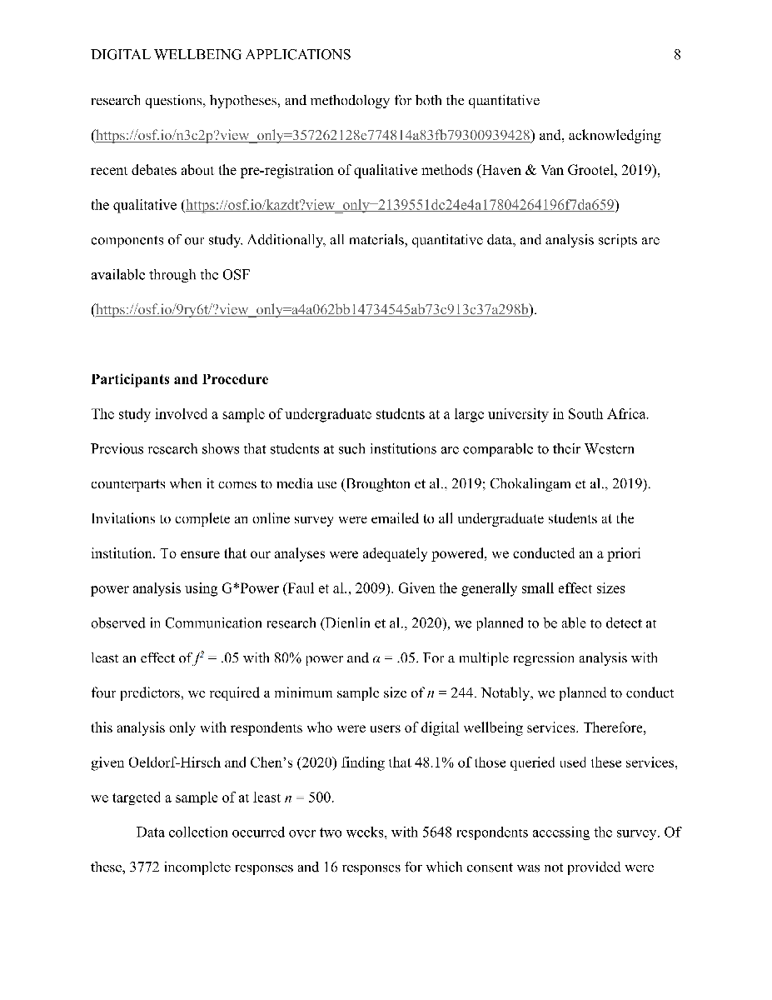 DIGITAL WELLBEING APPLICATIONS 8
research questions, hypotheses, and methodology for both the quantitative
(https://osf.io/n3c2p?view_only=357262128e774814a83fb79300939428) and, acknowledging
recent debates about the pre-registration of qualitative methods (Haven & Van Grootel, 2019),
the qualitative (https://osf.io/kazdt?view_only=2139551dc24e4a17804264196f7da659)
components of our study. Additionally, all materials, quantitative data, and analysis scripts are
available through the OSF
(https://osf.io/9ry6t/?view_only=a4a062bb14734545ab73c913c37a298b).
Participants and Procedure
The study involved a sample of undergraduate students at a large university in South Africa.
Previous research shows that students at such institutions are comparable to their Western
counterparts when it comes to media use (Broughton et al., 2019; Chokalingam et al., 2019).
Invitations to complete an online survey were emailed to all undergraduate students at the
institution. To ensure that our analyses were adequately powered, we conducted an a priori
power analysis using G*Power (Faul et al., 2009). Given the generally small effect sizes
observed in Communication research (Dienlin et al., 2020), we planned to be able to detect at
least an effect of f² = .05 with 80% power and α = .05. For a multiple regression analysis with
four predictors, we required a minimum sample size of n = 244. Notably, we planned to conduct
this analysis only with respondents who were users of digital wellbeing services. Therefore,
given Oeldorf-Hirsch and Chen’s (2020) finding that 48.1% of those queried used these services,
we targeted a sample of at least n = 500.
Data collection occurred over two weeks, with 5648 respondents accessing the survey. Of
these, 3772 incomplete responses and 16 responses for which consent was not provided were